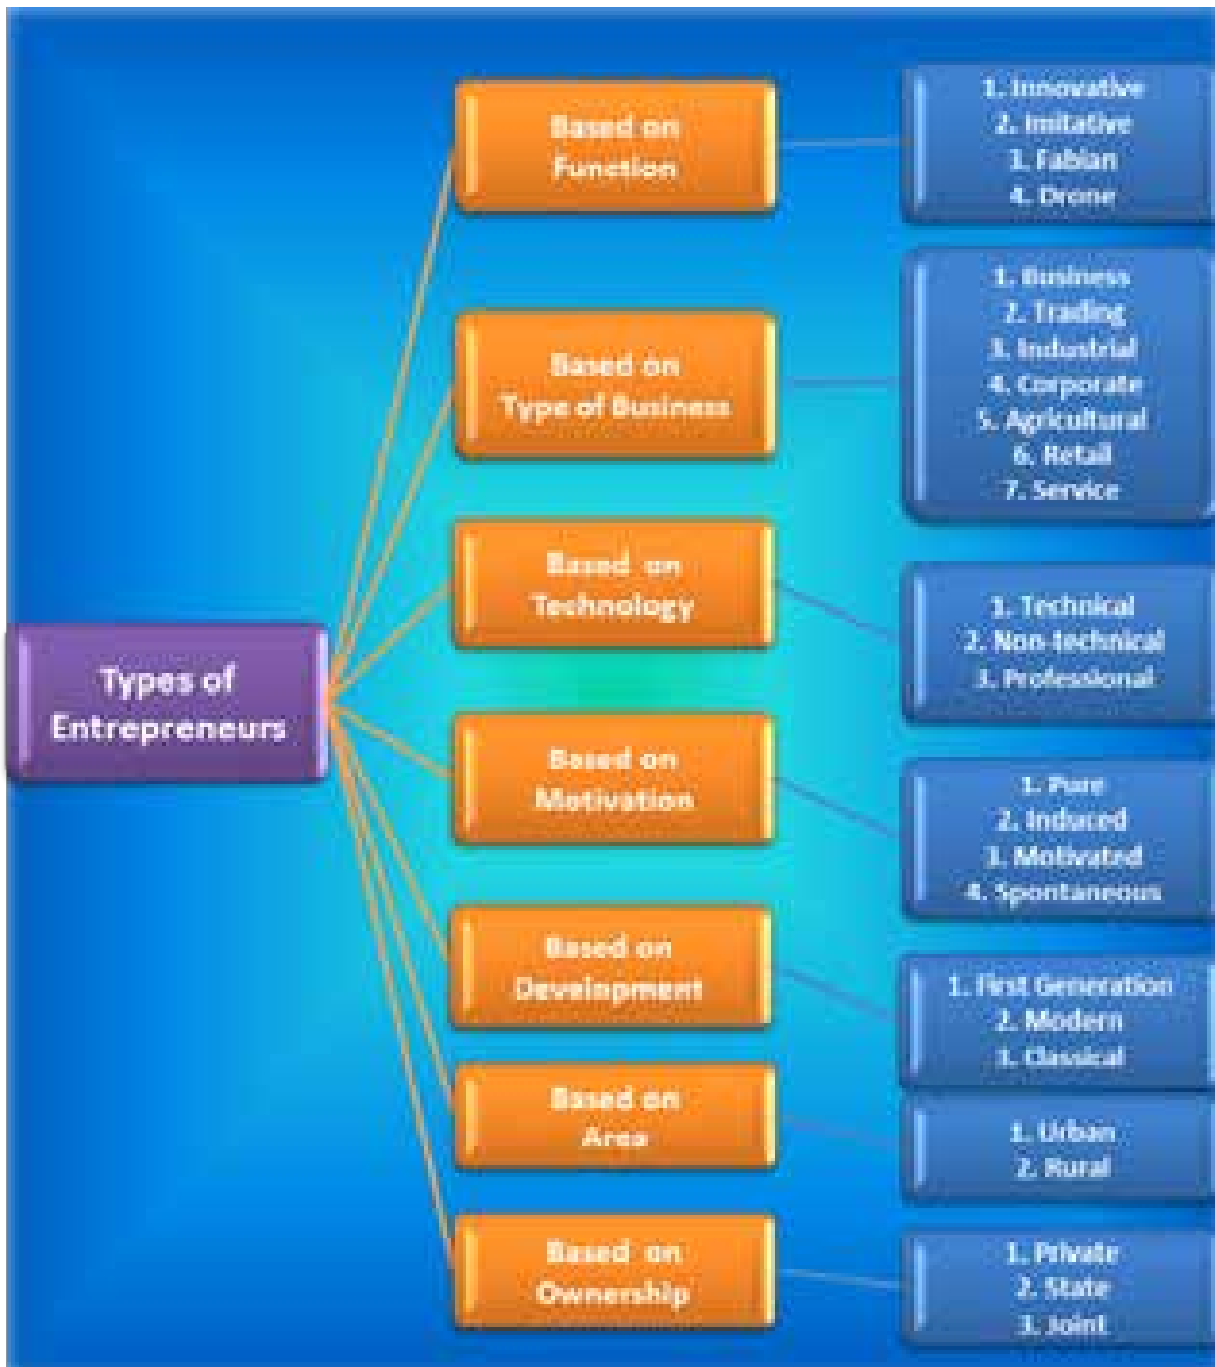 Types of
Entrepreneurs
Based on
Function
1. Innovative
2. Imitative
3. Fabian
4. Drone
Based on
Type of Business
1. Business
2. Trading
3. Industrial
4. Corporate
5. Agricultural
6. Retail
7. Service
Based on
Technology
1. Technical
2. Non-technical
3. Professional
Based on
Motivation
1. Pure
2. Induced
3. Motivated
4. Spontaneous
Based on
Development
1. First Generation
2. Modern
3. Classical
Based on
Area
1. Urban
2. Rural
Based on
Ownership
1. Private
2. State
3. Joint